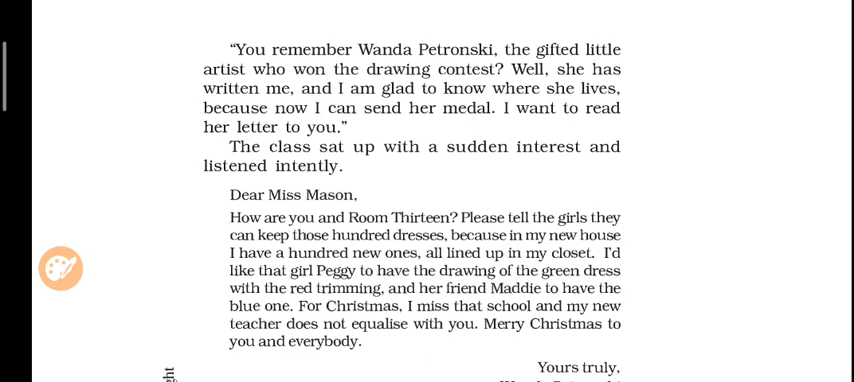 “You remember Wanda Petronski, the gifted little
artist who won the drawing contest? Well, she has
written me, and I am glad to know where she lives,
because now I can send her medal. I want to read
her letter to you.”
The class sat up with a sudden interest and
listened intently.
Dear Miss Mason,
How are you and Room Thirteen? Please tell the girls they
can keep those hundred dresses, because in my new house
I have a hundred new ones, all lined up in my closet. I’d
like that girl Peggy to have the drawing of the green dress
with the red trimming, and her friend Maddie to have the
blue one. For Christmas, I miss that school and my new
teacher does not equalise with you. Merry Christmas to
you and everybody.
Yours truly,